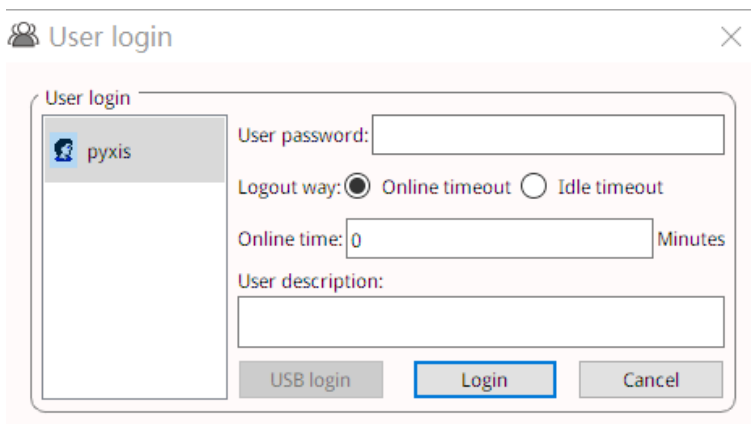 User login
User login
pyxis
User password:
Logout way: Online timeout Idle timeout
Online time: 0 Minutes
User description:
USB login Login Cancel